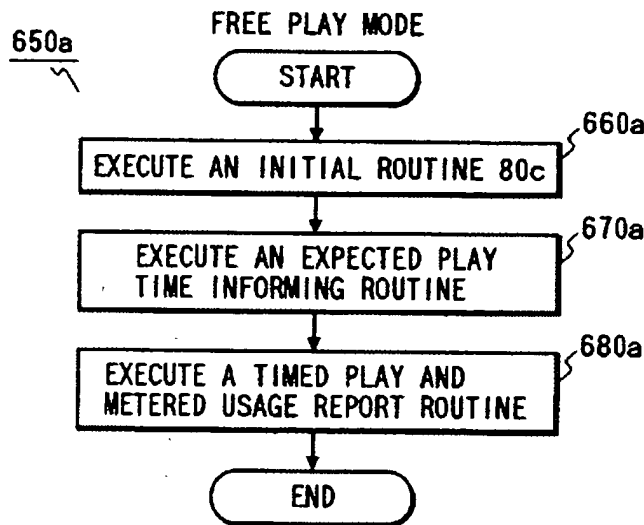 FREE PLAY MODE
650a
START
660a
EXECUTE AN INITIAL ROUTINE 80c
670a
EXECUTE AN EXPECTED PLAY
TIME INFORMING ROUTINE
680a
EXECUTE A TIMED PLAY AND
METERED USAGE REPORT ROUTINE
END